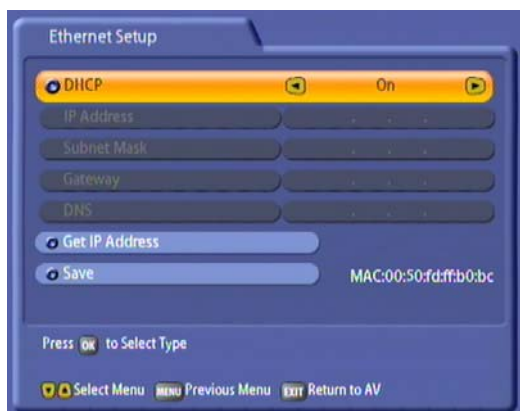 Ethernet Setup
DHCP On
IP Address . . .
Subnet Mask . . .
Gateway . . .
DNS . . .
Get IP Address
Save MAC:00:50:fd:ff:b0:bc
Press OK to Select Type
Select Menu MENU Previous Menu EXIT Return to AV